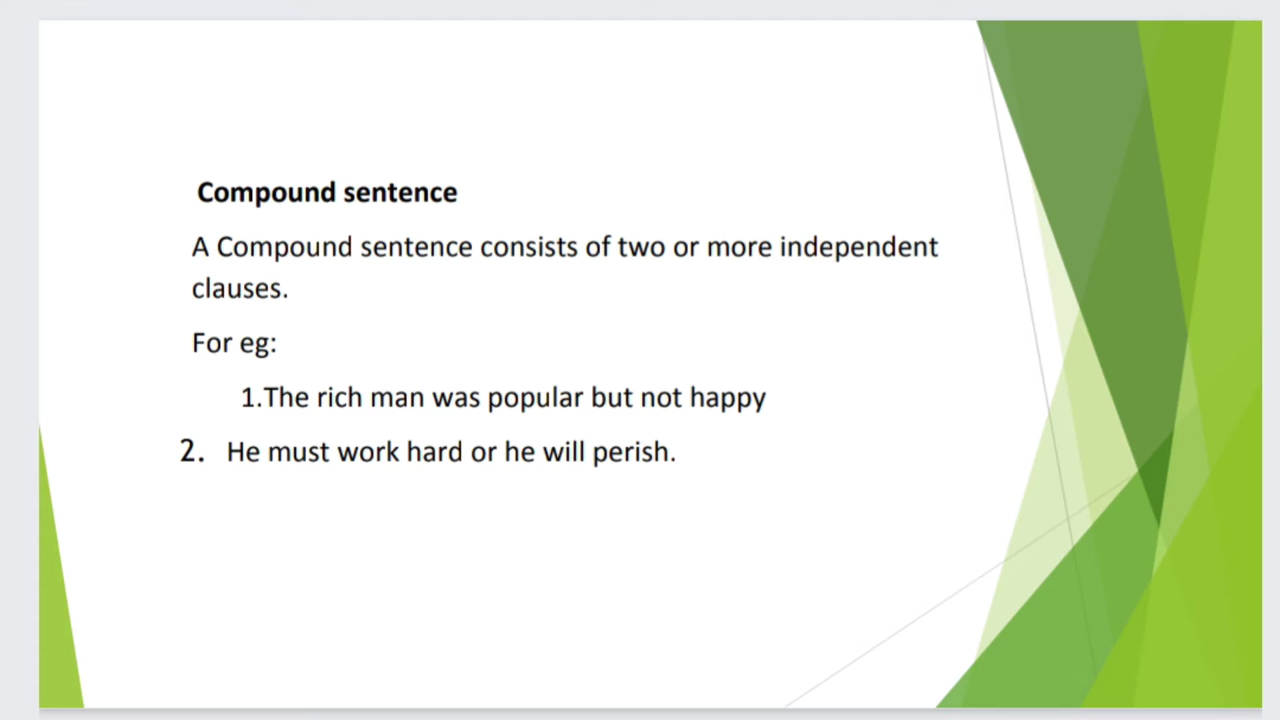 Compound sentence
A Compound sentence consists of two or more independent
clauses.
For eg:
1.The rich man was popular but not happy
2. He must work hard or he will perish.